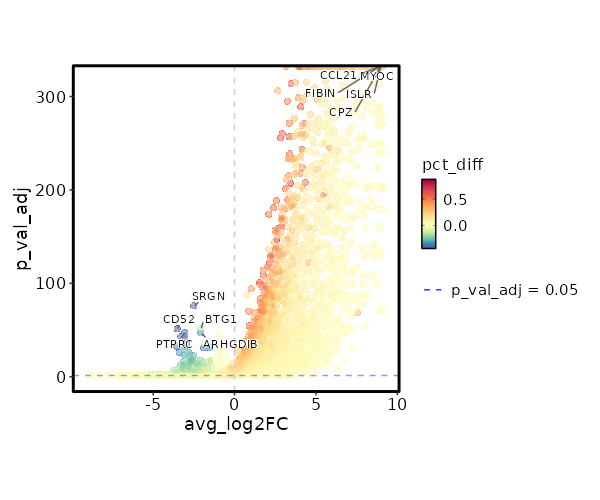 CCL21 MYOC
FIBIN ISLR
CPZ
300
200
100
0
p_val_adj
SRGN
CD52 BTG1
PTPRC ARHGDIB
-5 0 5 10
avg_log2FC
pct_diff
0.5
0.0
p_val_adj = 0.05